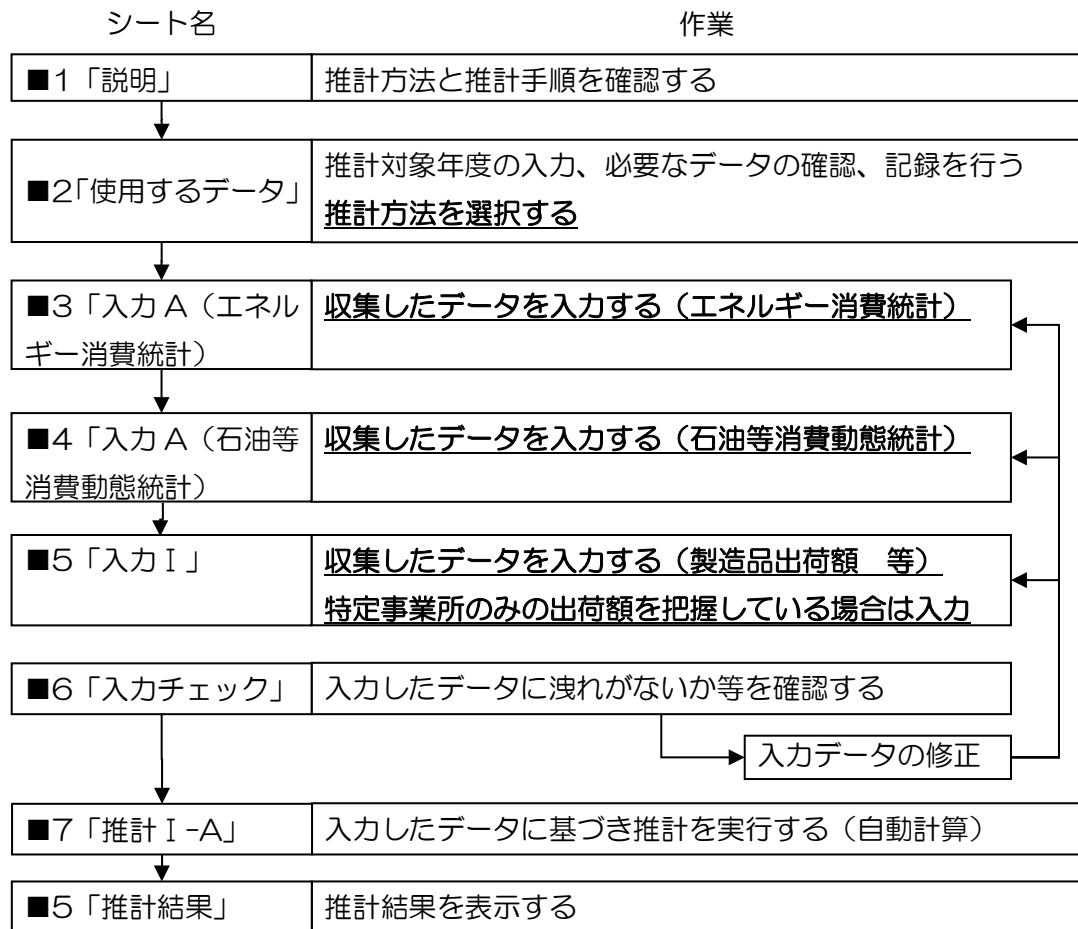 シート名
作業
■1「説明」
推計方法と推計手順を確認する
■2「使用するデータ」
推計対象年度の入力、必要なデータの確認、記録を行う
推計方法を選択する
■3「入力A（エネル
ギー消費統計）
収集したデータを入力する（エネルギー消費統計）
■4「入力A（石油等
消費動態統計）
収集したデータを入力する（石油等消費動態統計）
■5「入力Ⅰ」
収集したデータを入力する（製造品出荷額　等）
特定事業所のみの出荷額を把握している場合は入力
■6「入力チェック」
入力したデータに洩れがないか等を確認する
入力データの修正
■7「推計Ⅰ-A」
入力したデータに基づき推計を実行する（自動計算）
■5「推計結果」
推計結果を表示する